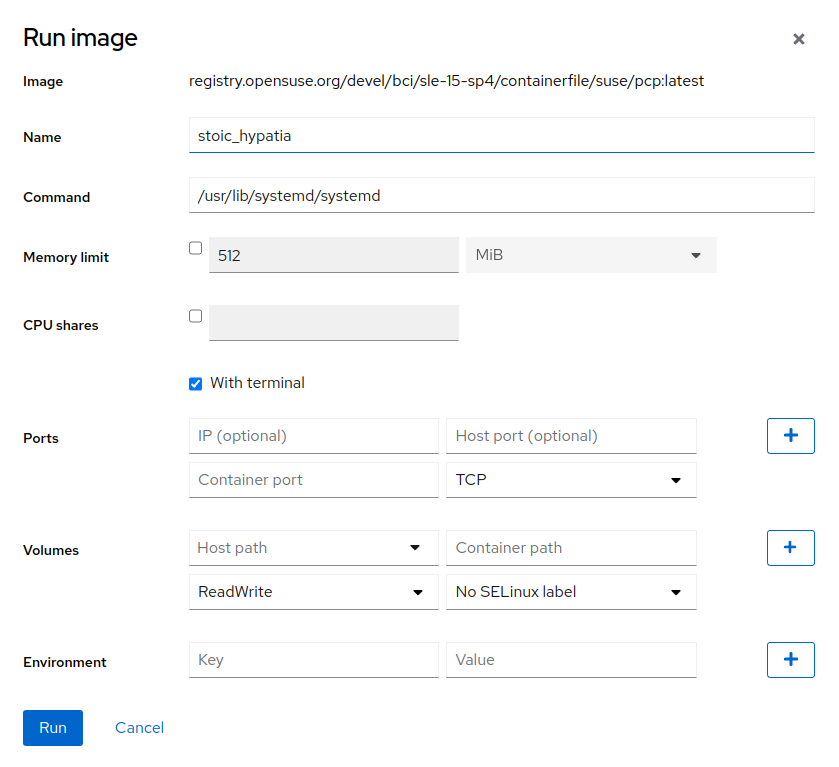 Run image
Image registry.opensuse.org/devel/bci/sle-15-sp4/containerfile/suse/pcp:latest
Name stoic_hypatia
Command /usr/lib/systemd/systemd
Memory limit 512 MiB
CPU shares
With terminal
Ports IP (optional) Host port (optional)
Container port TCP
Volumes Host path Container path
ReadWrite No SELinux label
Environment Key Value
Run Cancel